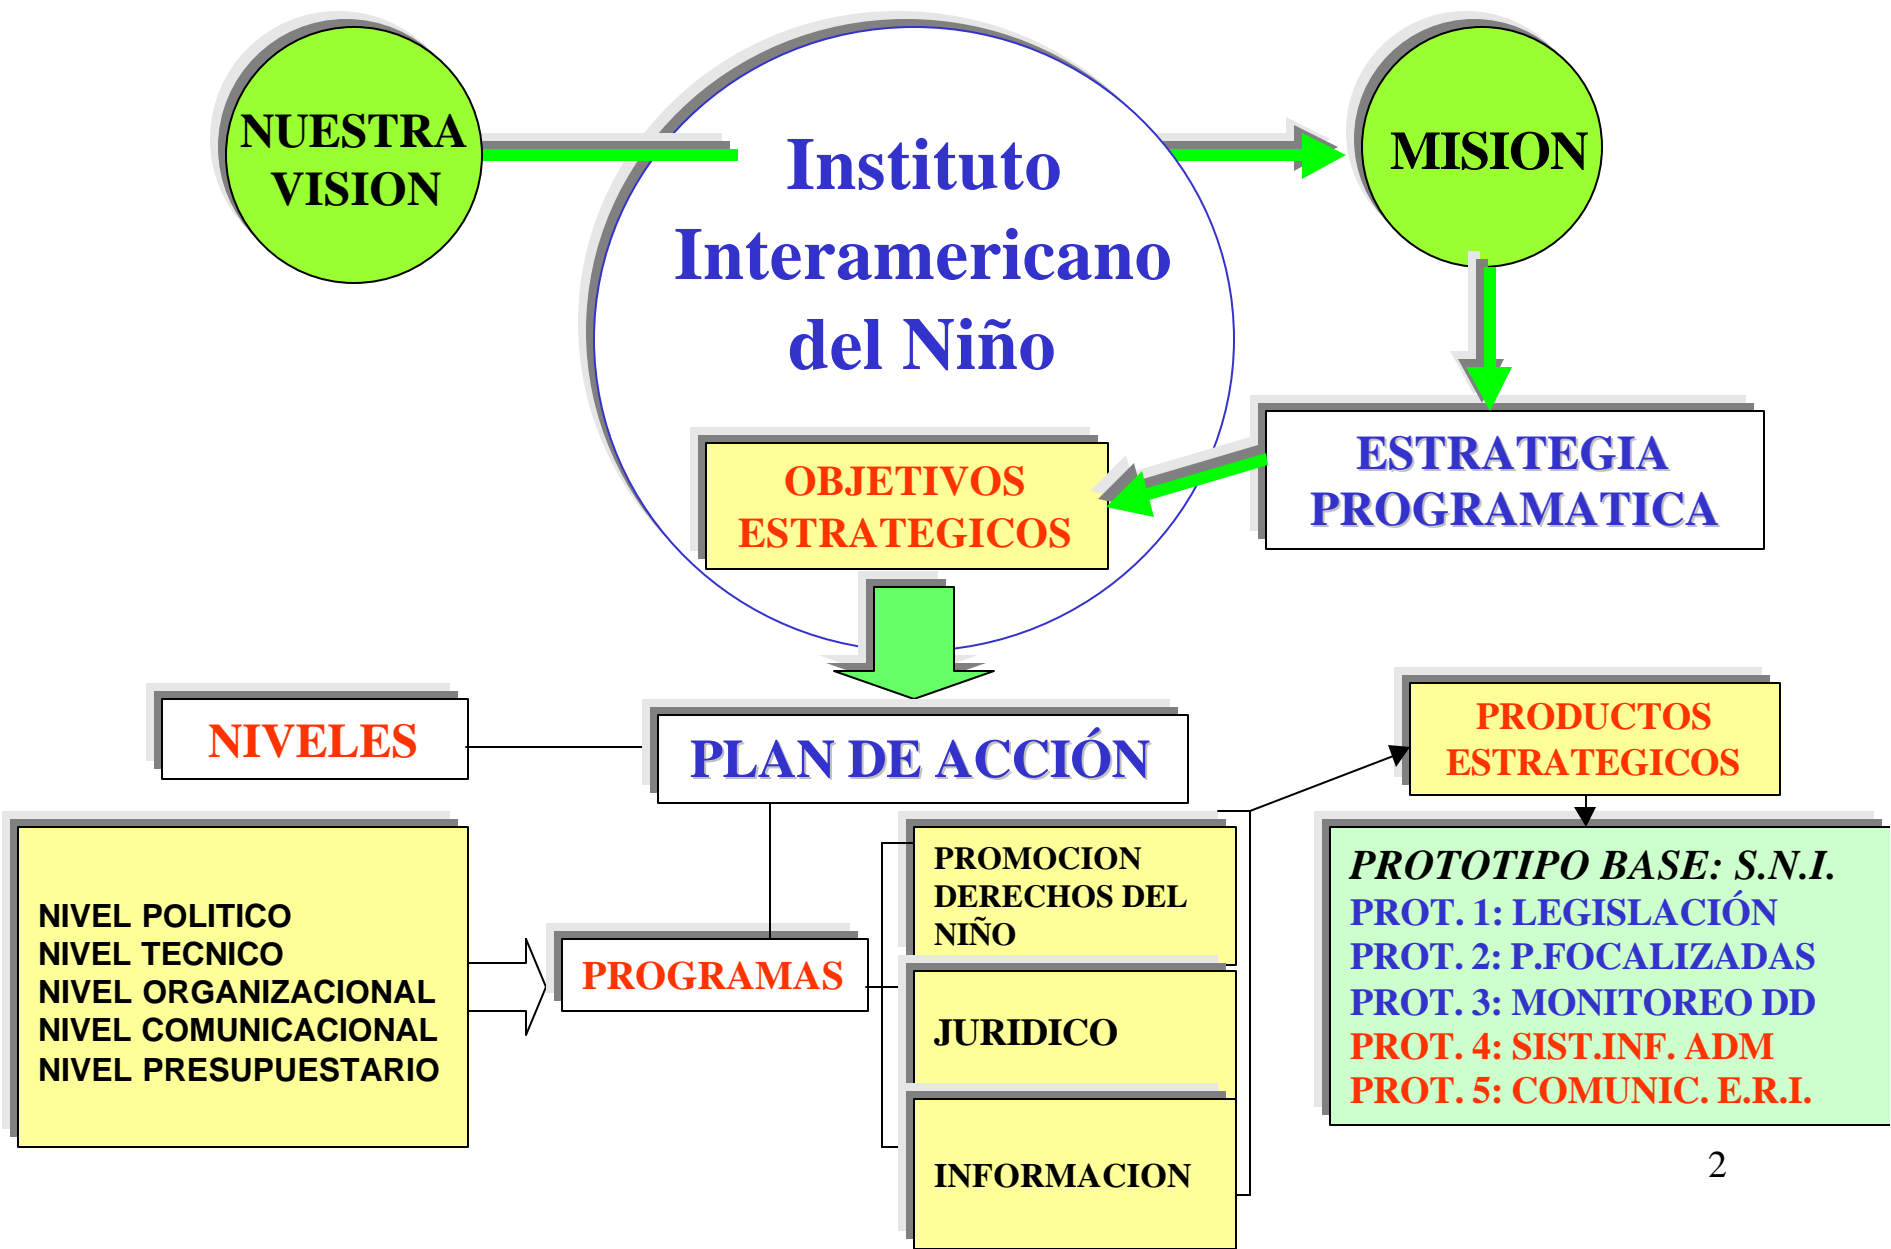 NUESTRA
VISION
Instituto
Interamericano
del Niño
MISION
ESTRATEGIA
PROGRAMATICA
OBJETIVOS
ESTRATEGICOS
NIVELES
PLAN DE ACCIÓN
PRODUCTOS
ESTRATEGICOS
NIVEL POLITICO
NIVEL TECNICO
NIVEL ORGANIZACIONAL
NIVEL COMUNICACIONAL
NIVEL PRESUPUESTARIO
PROGRAMAS
PROMOCION
DERECHOS DEL
NIÑO
JURIDICO
INFORMACION
PROTOTIPO BASE: S.N.I.
PROT. 1: LEGISLACIÓN
PROT. 2: P.FOCALIZADAS
PROT. 3: MONITOREO DD
PROT. 4: SIST.INF. ADM
PROT. 5: COMUNIC. E.R.I.
2